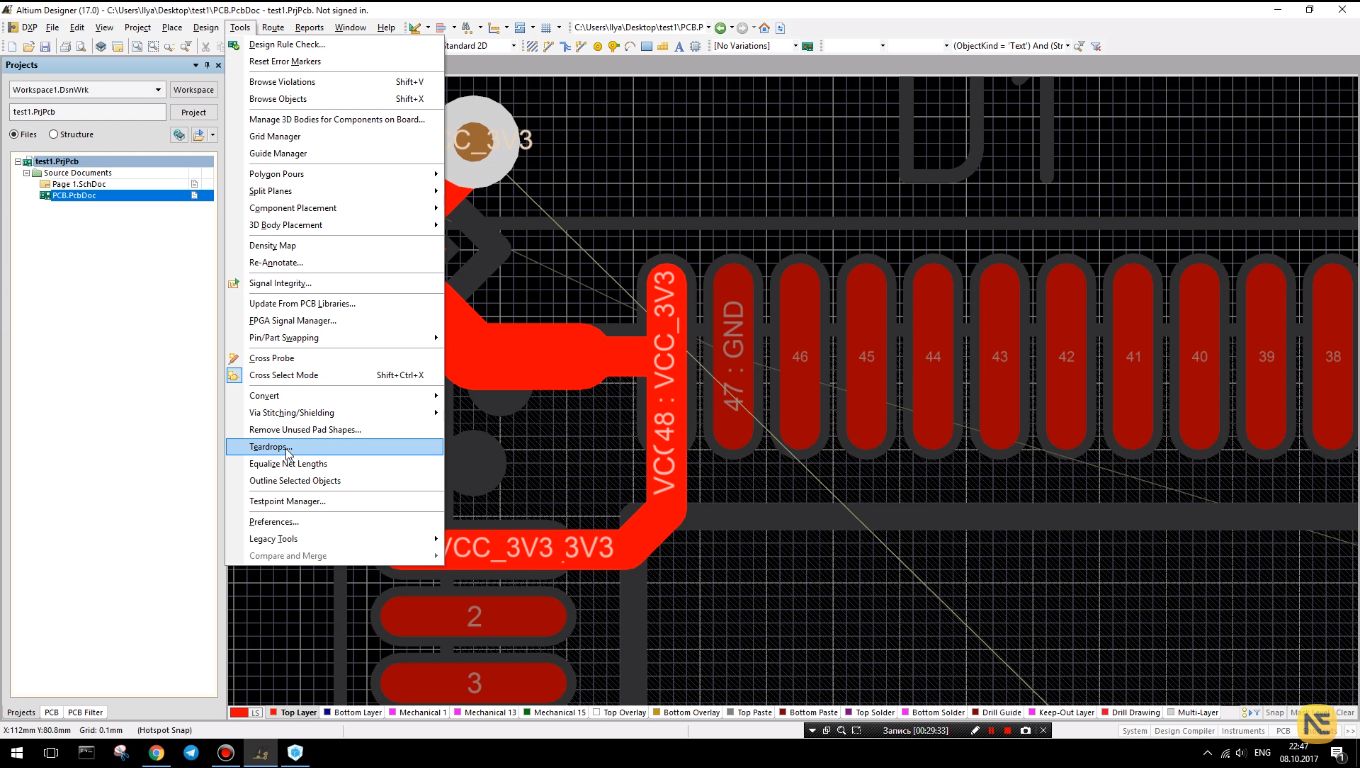 Altium Designer (17.0) - C:\Users\Ilya\Desktop\test1\PCB.PcbDoc - test1.PrjPcb. Not signed in.
DXP File Edit View Project Place Design Tools Route Reports Window Help C:\Users\Ilya\Desktop\test1\PCB.P
tandard 2D [No Variations] (ObjectKind = 'Text') And (Str
Projects
Workspace1.DsnWrk Workspace
test1.PrjPcb Project
Files Structure
test1.PrjPcb
Source Documents
Page 1.SchDoc
PCB.PcbDoc
Design Rule Check...
Reset Error Markers
Browse Violations Shift+V
Browse Objects Shift+X
Manage 3D Bodies for Components on Board...
Grid Manager
Guide Manager
Polygon Pours
Split Planes
Component Placement
3D Body Placement
Density Map
Re-Annotate...
Signal Integrity...
Update From PCB Libraries...
FPGA Signal Manager...
Pin/Part Swapping
Cross Probe
Cross Select Mode Shift+Ctrl+X
Convert
Via Stitching/Shielding
Remove Unused Pad Shapes...
Teardrops...
Equalize Net Lengths
Outline Selected Objects
Testpoint Manager...
Preferences...
Legacy Tools
Compare and Merge
C_3V3
VC(48 : VCC_3V3
47 : GND
46 45 44 43 42 41 40 39 38
VCC_3V3 3V3
2
3
Projects PCB PCB Filter
LS Top Layer Bottom Layer Mechanical 1 Mechanical 13 Mechanical 15 Top Overlay Bottom Overlay Top Paste Bottom Paste Top Solder Bottom Solder Drill Guide Keep-Out Layer Drill Drawing Multi-Layer Snap Clear
X:112mm Y:80.8mm Grid: 0.1mm (Hotspot Snap)
Запись [00:29:33]
System Design Compiler Instruments PCB >>
ENG
22:47
08.10.2017